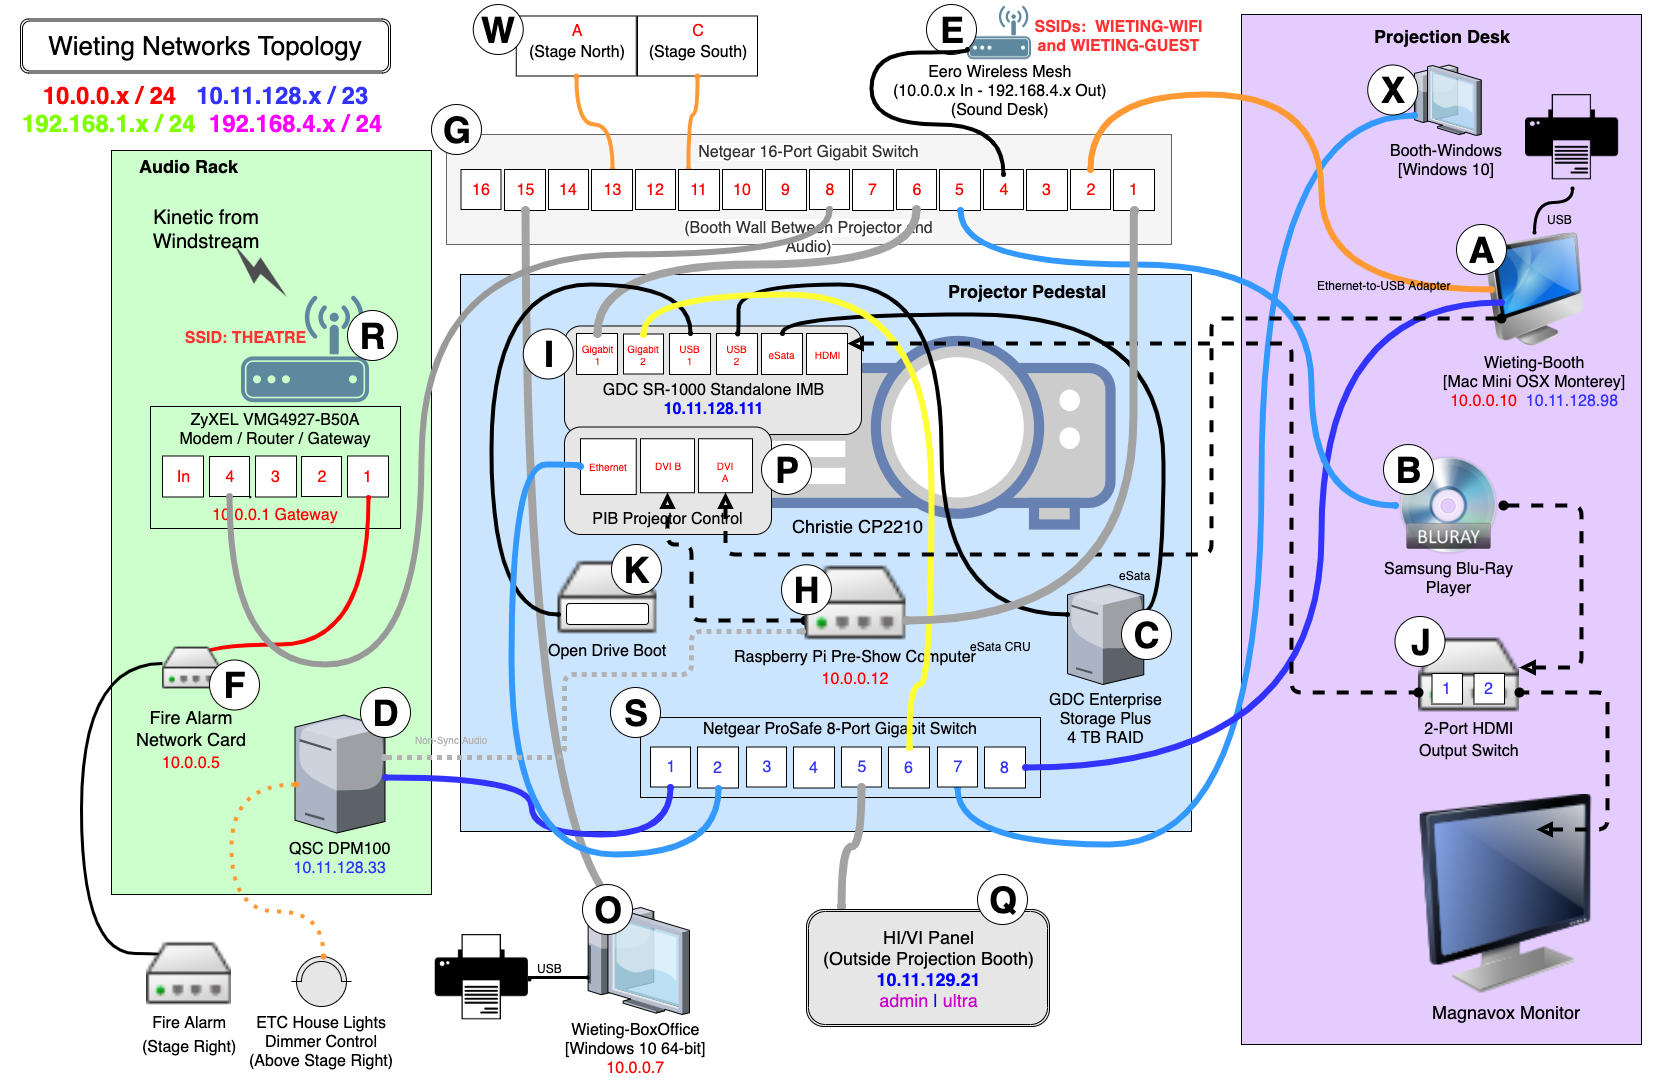 Wieting Networks Topology
10.0.0.x / 24 10.11.128.x / 23
192.168.1.x / 24 192.168.4.x / 24
W
A
(Stage North)
C
(Stage South)
E
SSIDs: WIETING-WIFI
and WIETING-GUEST
Eero Wireless Mesh
(10.0.0.x In - 192.168.4.x Out)
(Sound Desk)
G
Netgear 16-Port Gigabit Switch
16 15 14 13 12 11 10 9 8 7 6 5 4 3 2 1
(Booth Wall Between Projector and
Audio)
Audio Rack
Kinetic from
Windstream
SSID: THEATRE
R
ZyXEL VMG4927-B50A
Modem / Router / Gateway
In 4 3 2 1
10.0.0.1 Gateway
F
Fire Alarm
Network Card
10.0.0.5
D
Non-Sync Audio
QSC DPM100
10.11.128.33
Fire Alarm
(Stage Right)
ETC House Lights
Dimmer Control
(Above Stage Right)
Projector Pedestal
I
Gigabit
1
Gigabit
2
USB
1
USB
2
eSata
HDMI
GDC SR-1000 Standalone IMB
10.11.128.111
Ethernet
DVI B
DVI
A
P
PIB Projector Control
Christie CP2210
K
Open Drive Boot
H
Raspberry Pi Pre-Show Computer
10.0.0.12
eSata
eSata CRU
C
GDC Enterprise
Storage Plus
4 TB RAID
S
Netgear ProSafe 8-Port Gigabit Switch
1 2 3 4 5 6 7 8
O
USB
Wieting-BoxOffice
[Windows 10 64-bit]
10.0.0.7
Q
HI/VI Panel
(Outside Projection Booth)
10.11.129.21
admin | ultra
Projection Desk
X
Booth-Windows
[Windows 10]
USB
A
Ethernet-to-USB Adapter
Wieting-Booth
[Mac Mini OSX Monterey]
10.0.0.10 10.11.128.98
B
BLURAY
Samsung Blu-Ray
Player
J
1 2
2-Port HDMI
Output Switch
Magnavox Monitor